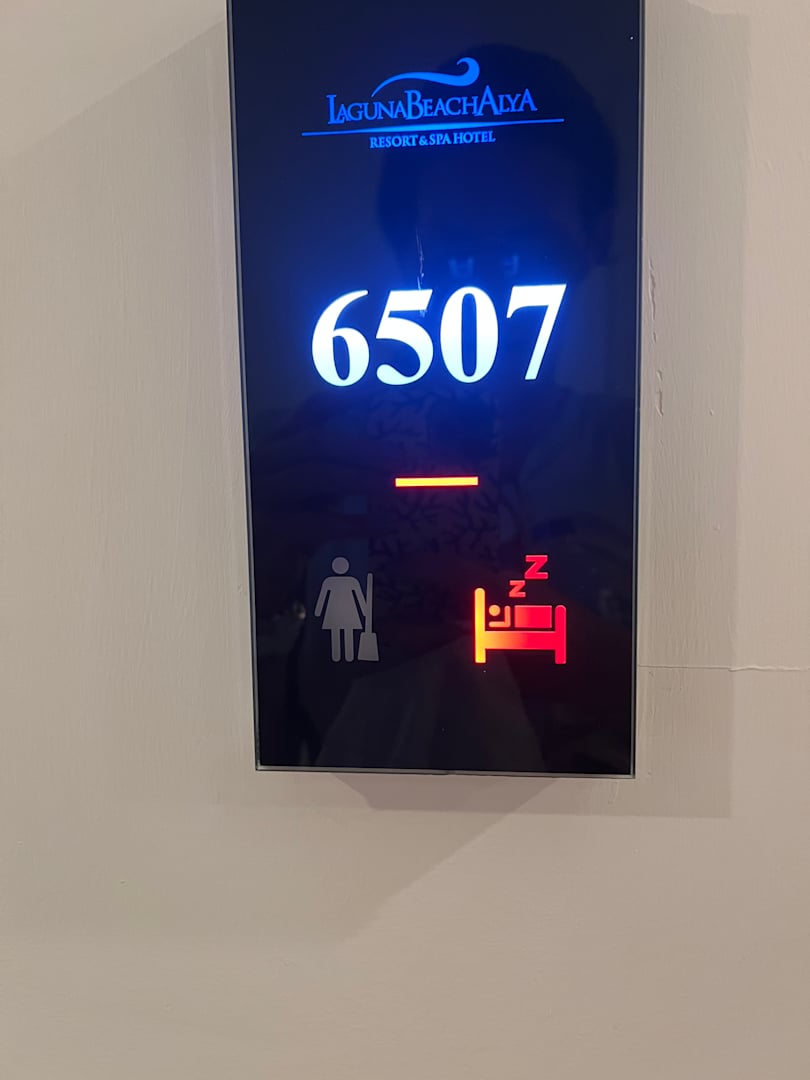 LAGUNABEACHALYA
RESORT & SPA HOTEL
6507
Z
Z